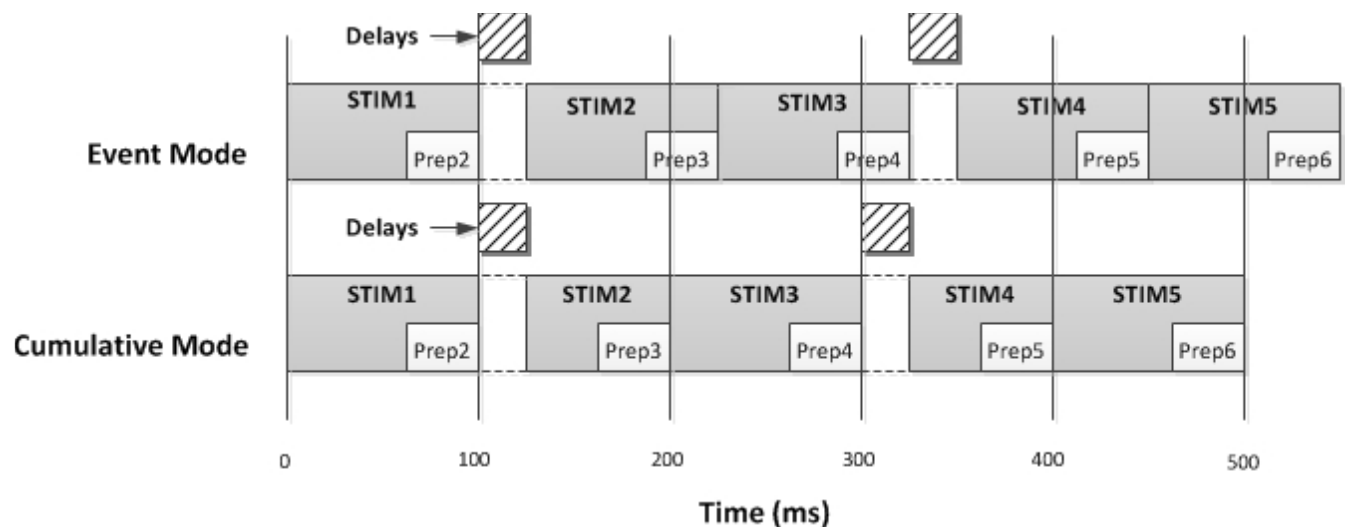 Delays
STIM1 STIM2 STIM3 STIM4 STIM5
Event Mode
Prep2 Prep3 Prep4 Prep5 Prep6
Delays
STIM1 STIM2 STIM3 STIM4 STIM5
Cumulative Mode
Prep2 Prep3 Prep4 Prep5 Prep6
0 100 200 300 400 500
Time (ms)